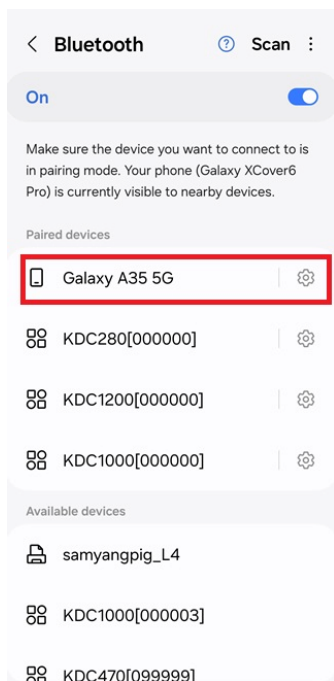 Bluetooth
Scan
On
Make sure the device you want to connect to is
in pairing mode. Your phone (Galaxy XCover6
Pro) is currently visible to nearby devices.
Paired devices
Galaxy A35 5G
KDC280[000000]
KDC1200[000000]
KDC1000[000000]
Available devices
samyangpig_L4
KDC1000[000003]
KDC470[099999]